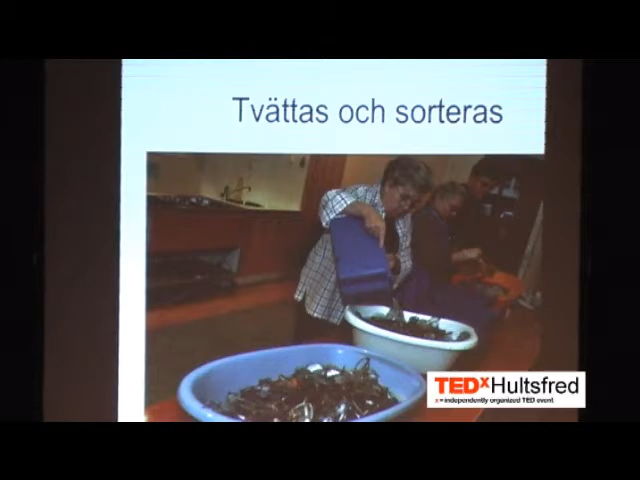 Tvättas och sorteras
TEDxHultsfred
x = independently organized TED event